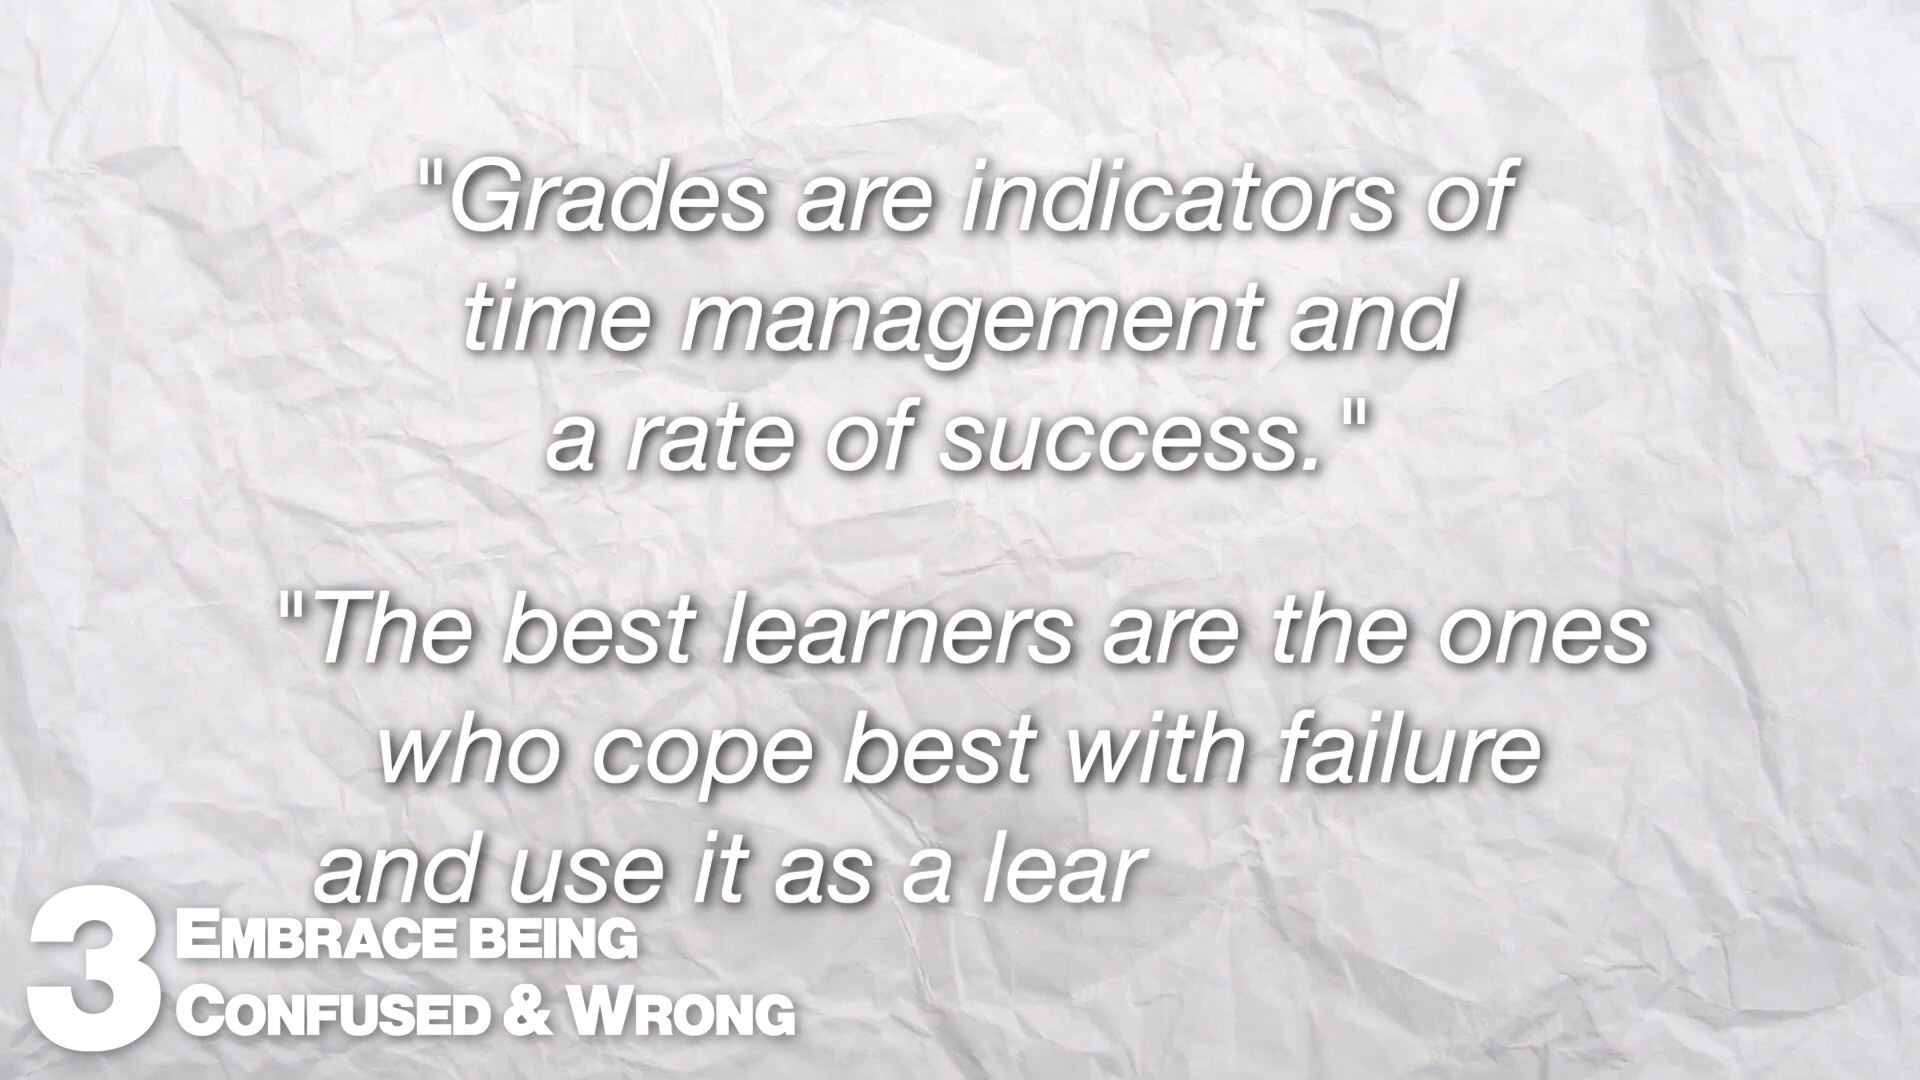 "Grades are indicators of
time management and
a rate of success."
"The best learners are the ones
who cope best with failure
and use it as a lear
3 Embrace being
Confused & Wrong